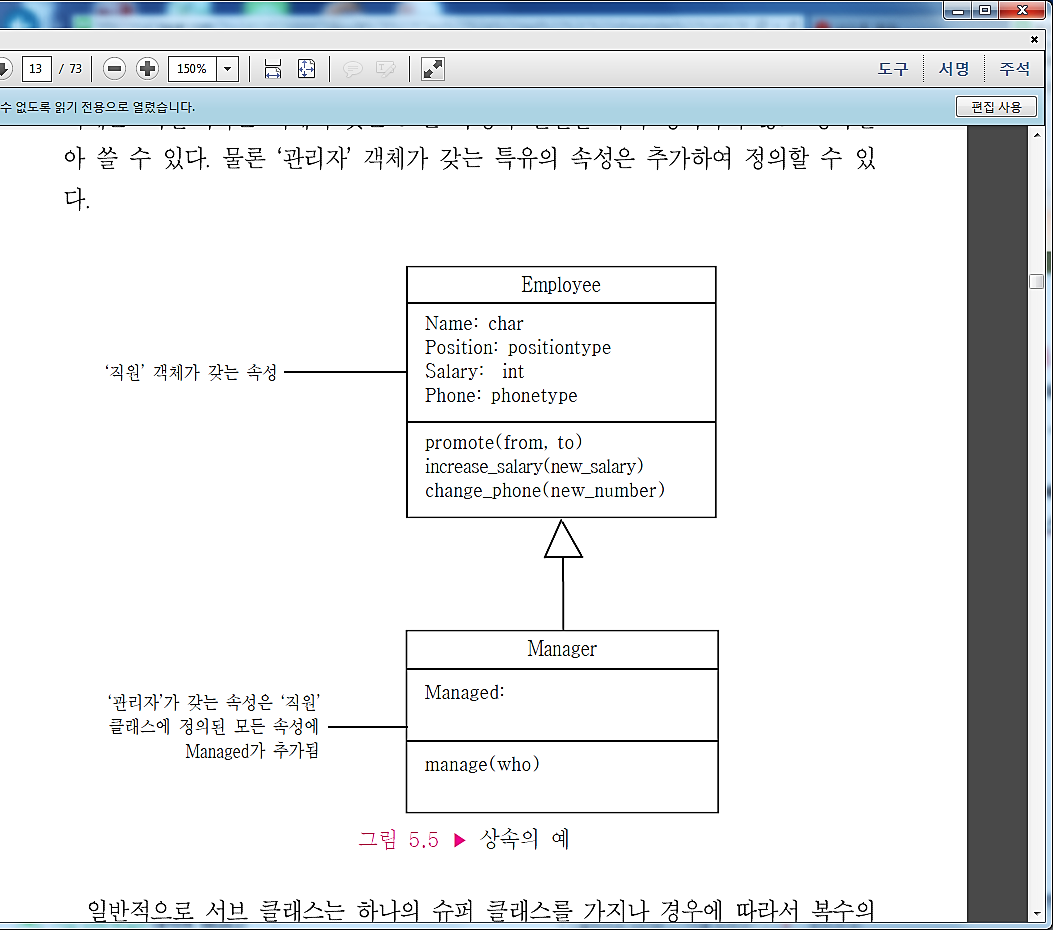 13 / 73
150%
도구 서명 주석
수 없도록 읽기 전용으로 열렸습니다.
편집 사용
아 쓸 수 있다. 물론 ‘관리자’ 객체가 갖는 특유의 속성은 추가하여 정의할 수 있
다.
Employee
Name: char
Position: positiontype
Salary: int
Phone: phonetype
‘직원’ 객체가 갖는 속성
promote(from, to)
increase_salary(new_salary)
change_phone(new_number)
Manager
Managed:
‘관리자’가 갖는 속성은 ‘직원’
클래스에 정의된 모든 속성에
Managed가 추가됨
manage(who)
그림 5.5 ▶ 상속의 예
일반적으로 서브 클래스는 하나의 슈퍼 클래스를 가지나 경우에 따라서 복수의